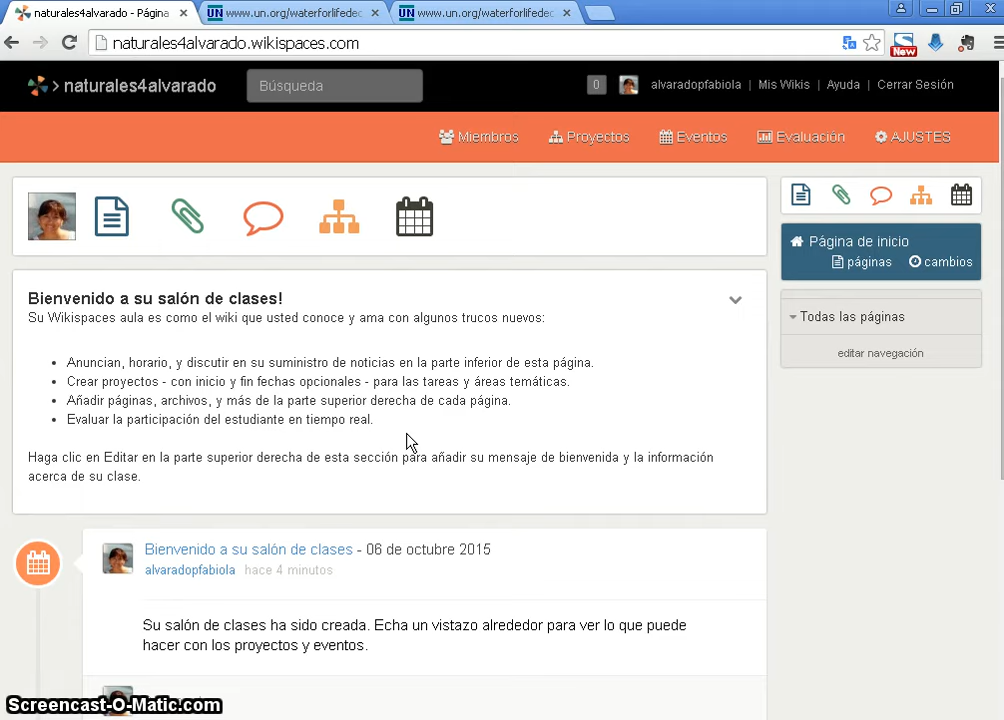 naturales4alvarado - Página
www.un.org/waterforlifedec
www.un.org/waterforlifedec
naturales4alvarado.wikispaces.com
New
naturales4alvarado
Búsqueda
0
alvaradopfabiola | Mis Wikis | Ayuda | Cerrar Sesión
Miembros
Proyectos
Eventos
Evaluación
AJUSTES
Página de inicio
páginas
cambios
Todas las páginas
editar navegación
Bienvenido a su salón de clases!
Su Wikispaces aula es como el wiki que usted conoce y ama con algunos trucos nuevos:
Anuncian, horario, y discutir en su suministro de noticias en la parte inferior de esta página.
Crear proyectos - con inicio y fin fechas opcionales - para las tareas y áreas temáticas.
Añadir páginas, archivos, y más de la parte superior derecha de cada página.
Evaluar la participación del estudiante en tiempo real.
Haga clic en Editar en la parte superior derecha de esta sección para añadir su mensaje de bienvenida y la información
acerca de su clase.
Bienvenido a su salón de clases - 06 de octubre 2015
alvaradopfabiola hace 4 minutos
Su salón de clases ha sido creada. Echa un vistazo alrededor para ver lo que puede
hacer con los proyectos y eventos.
Screencast-O-Matic.com